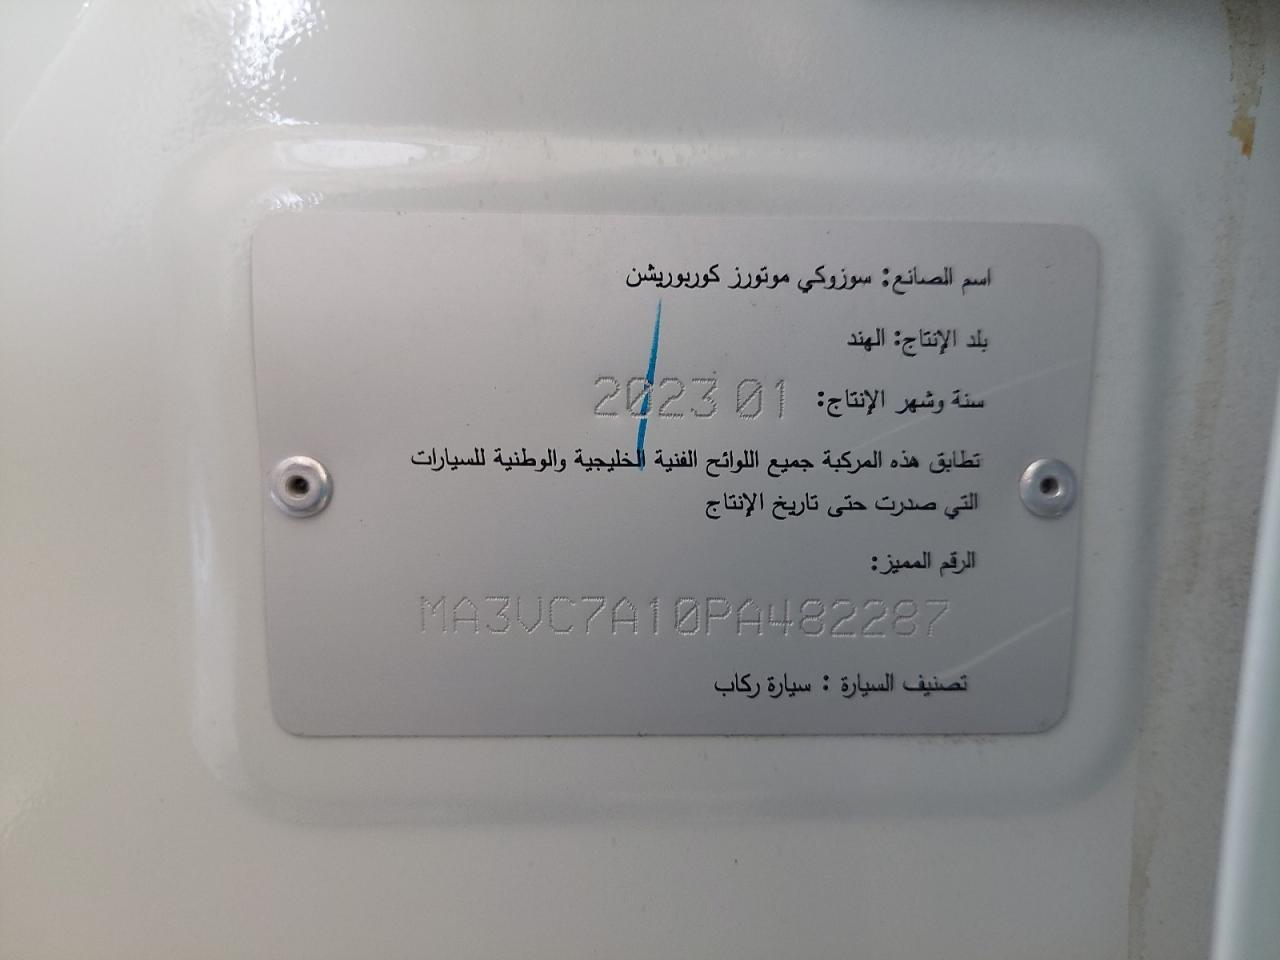 اسم الصانع: سوزوكي موتورز كوربوريشن
بلد الإنتاج: الهند
سنة وشهر الإنتاج: 01 2023
تطابق هذه المركبة جميع اللوائح الفنية الخليجية والوطنية للسيارات
التي صدرت حتى تاريخ الإنتاج
الرقم المميز:
MA3VC7A10PA482287
تصنيف السيارة : سيارة ركاب